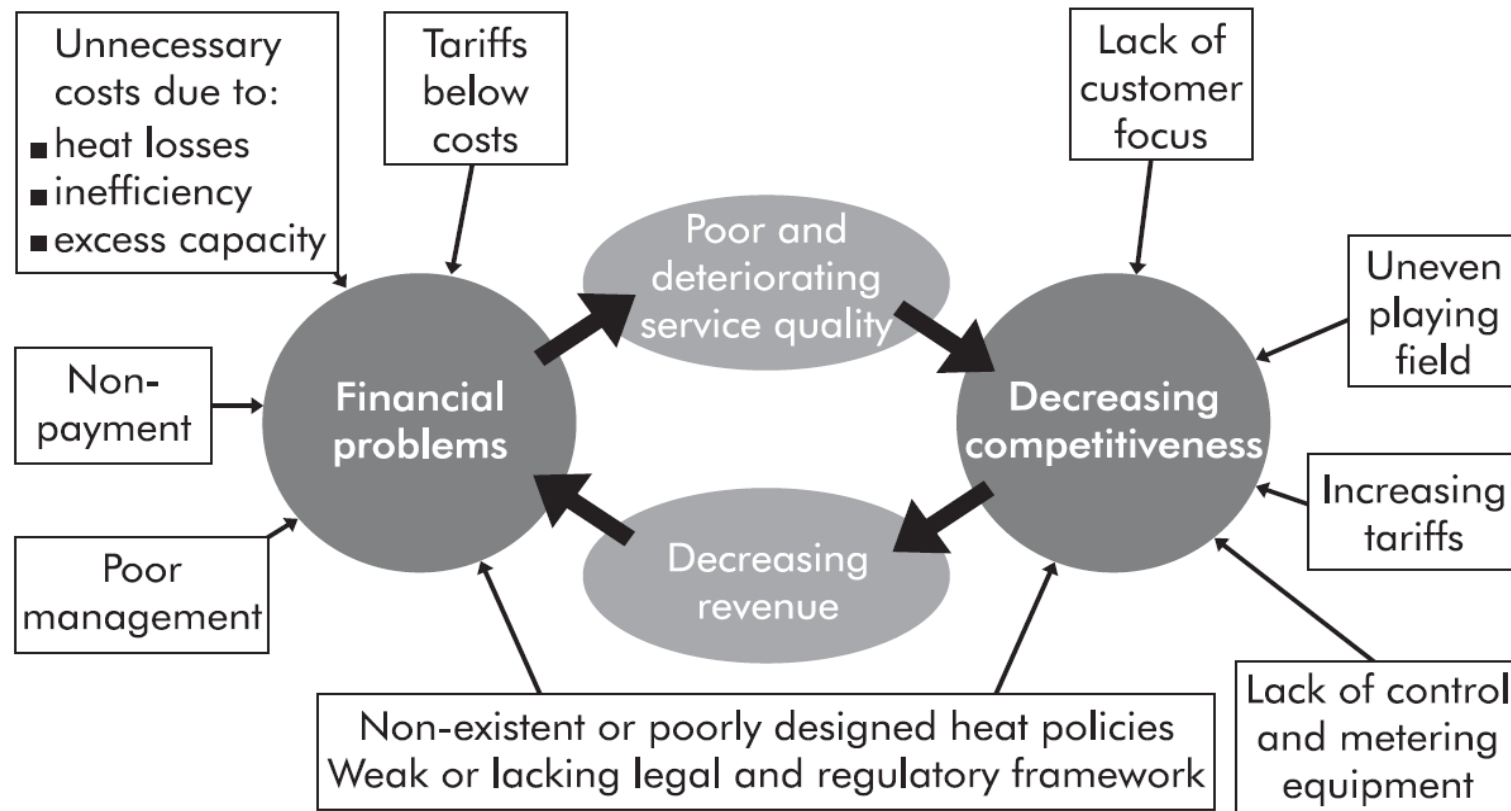 Unnecessary
costs due to:
■ heat losses
■ inefficiency
■ excess capacity
Tariffs
below
costs
Lack of
customer
focus
Poor and
deteriorating
service quality
Uneven
playing
field
Non-
payment
Financial
problems
Decreasing
competitiveness
Increasing
tariffs
Poor
management
Decreasing
revenue
Non-existent or poorly designed heat policies
Weak or lacking legal and regulatory framework
Lack of control
and metering
equipment